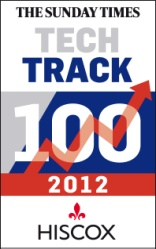 THE SUNDAY TIMES
TECH
TRACK
100
2012
HISCOX